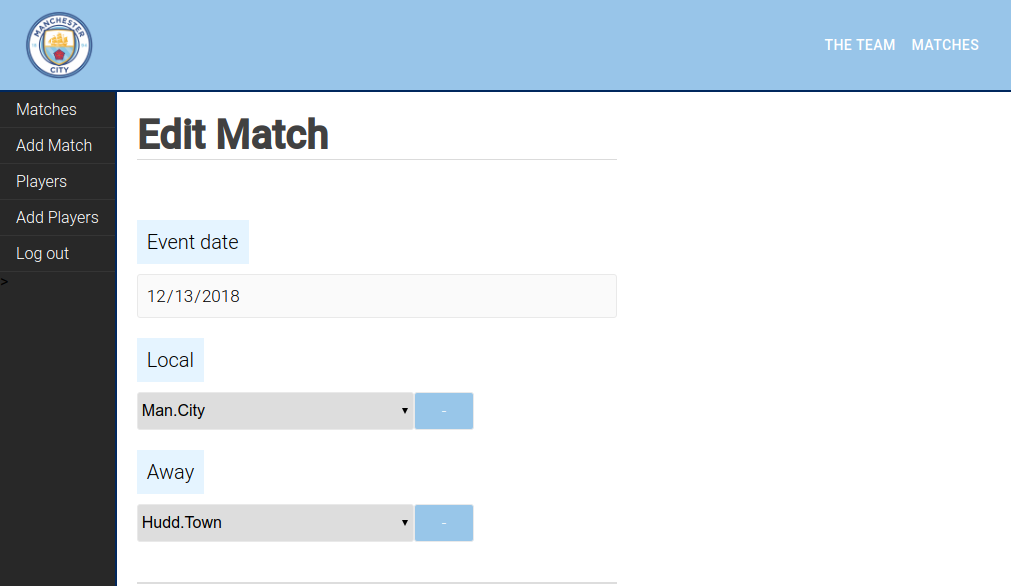 MANCHESTER
CITY
THE TEAM MATCHES
Matches
Add Match
Players
Add Players
Log out
>
Edit Match
Event date
12/13/2018
Local
Man.City
-
Away
Hudd.Town
-